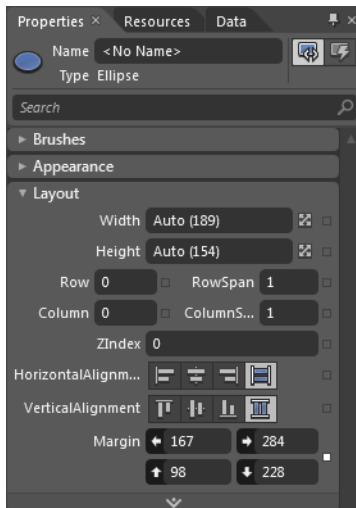 Properties × Resources Data
Name <No Name>
Type Ellipse
Search
Brushes
Appearance
Layout
Width Auto (189)
Height Auto (154)
Row 0 RowSpan 1
Column 0 ColumnS... 1
ZIndex 0
HorizontalAlignm...
VerticalAlignment
Margin 167 284
98 228